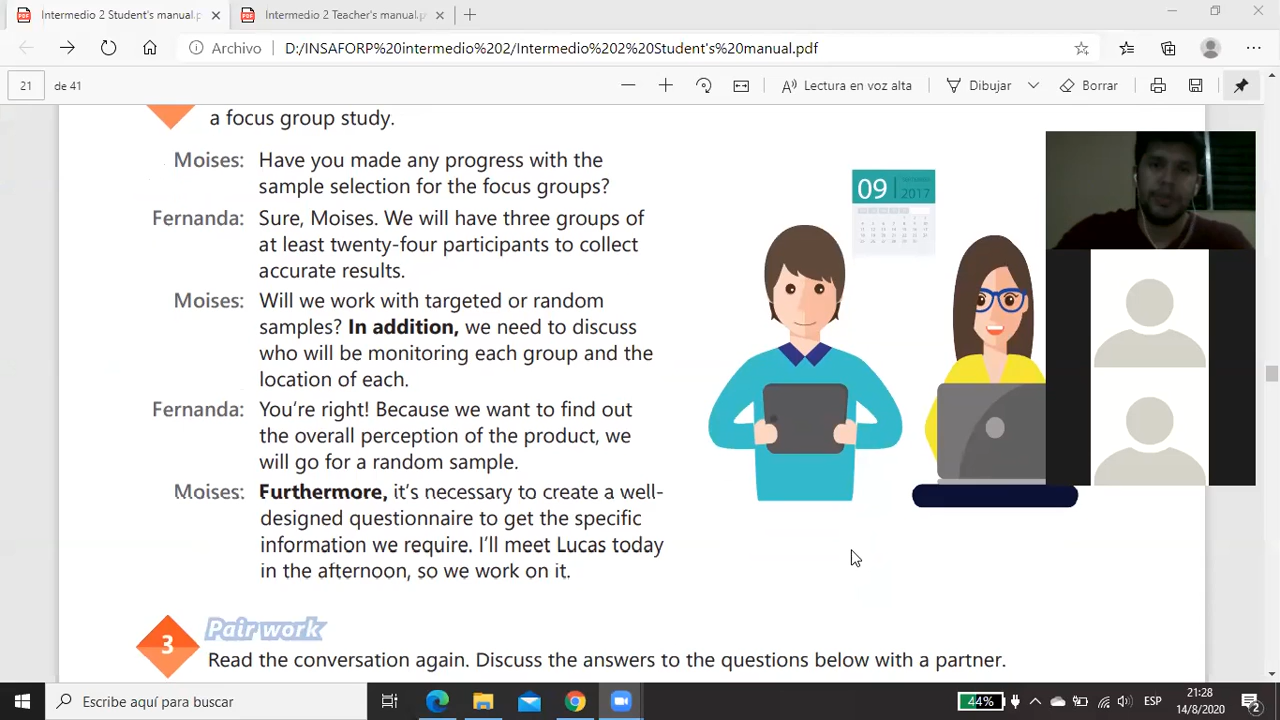 Intermedio 2 Student's manual.p
Intermedio 2 Teacher's manual.p
Archivo
D:/INSAFORP%20intermedio%202/Intermedio%202%20Student's%20manual.pdf
21
de 41
Lectura en voz alta
Dibujar
Borrar
a focus group study.
Moises: Have you made any progress with the
sample selection for the focus groups?
Fernanda: Sure, Moises. We will have three groups of
at least twenty-four participants to collect
accurate results.
Moises: Will we work with targeted or random
samples? In addition, we need to discuss
who will be monitoring each group and the
location of each.
Fernanda: You're right! Because we want to find out
the overall perception of the product, we
will go for a random sample.
Moises: Furthermore, it's necessary to create a well-
designed questionnaire to get the specific
information we require. I'll meet Lucas today
in the afternoon, so we work on it.
09
2017
3
Pair work
Read the conversation again. Discuss the answers to the questions below with a partner.
Escribe aquí para buscar
44%
ESP
21:28
14/8/2020
2